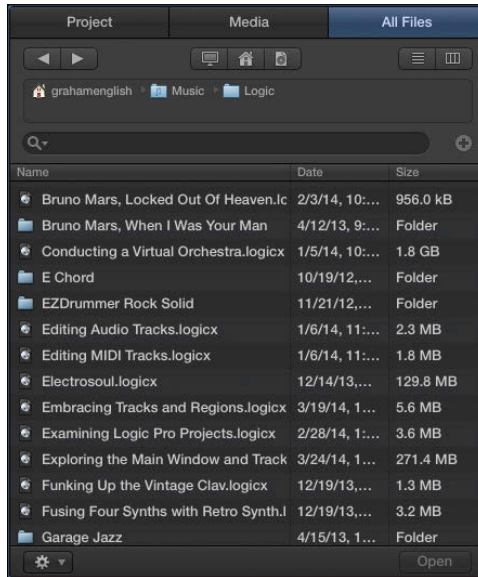 Project Media All Files
grahamenglish Music Logic
Name Date Size
Bruno Mars, Locked Out Of Heaven.lc 2/3/14, 10:... 956.0 kB
Bruno Mars, When I Was Your Man 4/12/13, 9:... Folder
Conducting a Virtual Orchestra.logicx 1/5/14, 10:... 1.8 GB
E Chord 10/19/12,... Folder
EZDrummer Rock Solid 11/21/12,... Folder
Editing Audio Tracks.logicx 1/6/14, 11:... 2.3 MB
Editing MIDI Tracks.logicx 1/6/14, 11:... 1.8 MB
Electrosoul.logicx 12/14/13,... 129.8 MB
Embracing Tracks and Regions.logicx 3/19/14, 1... 5.6 MB
Examining Logic Pro Projects.logicx 2/28/14, 1:... 3.6 MB
Exploring the Main Window and Track 3/24/14, 1... 271.4 MB
Funking Up the Vintage Clav.logicx 12/19/13,... 1.3 MB
Fusing Four Synths with Retro Synth.l 12/19/13,... 3.2 MB
Garage Jazz 4/15/13, 1... Folder
Open